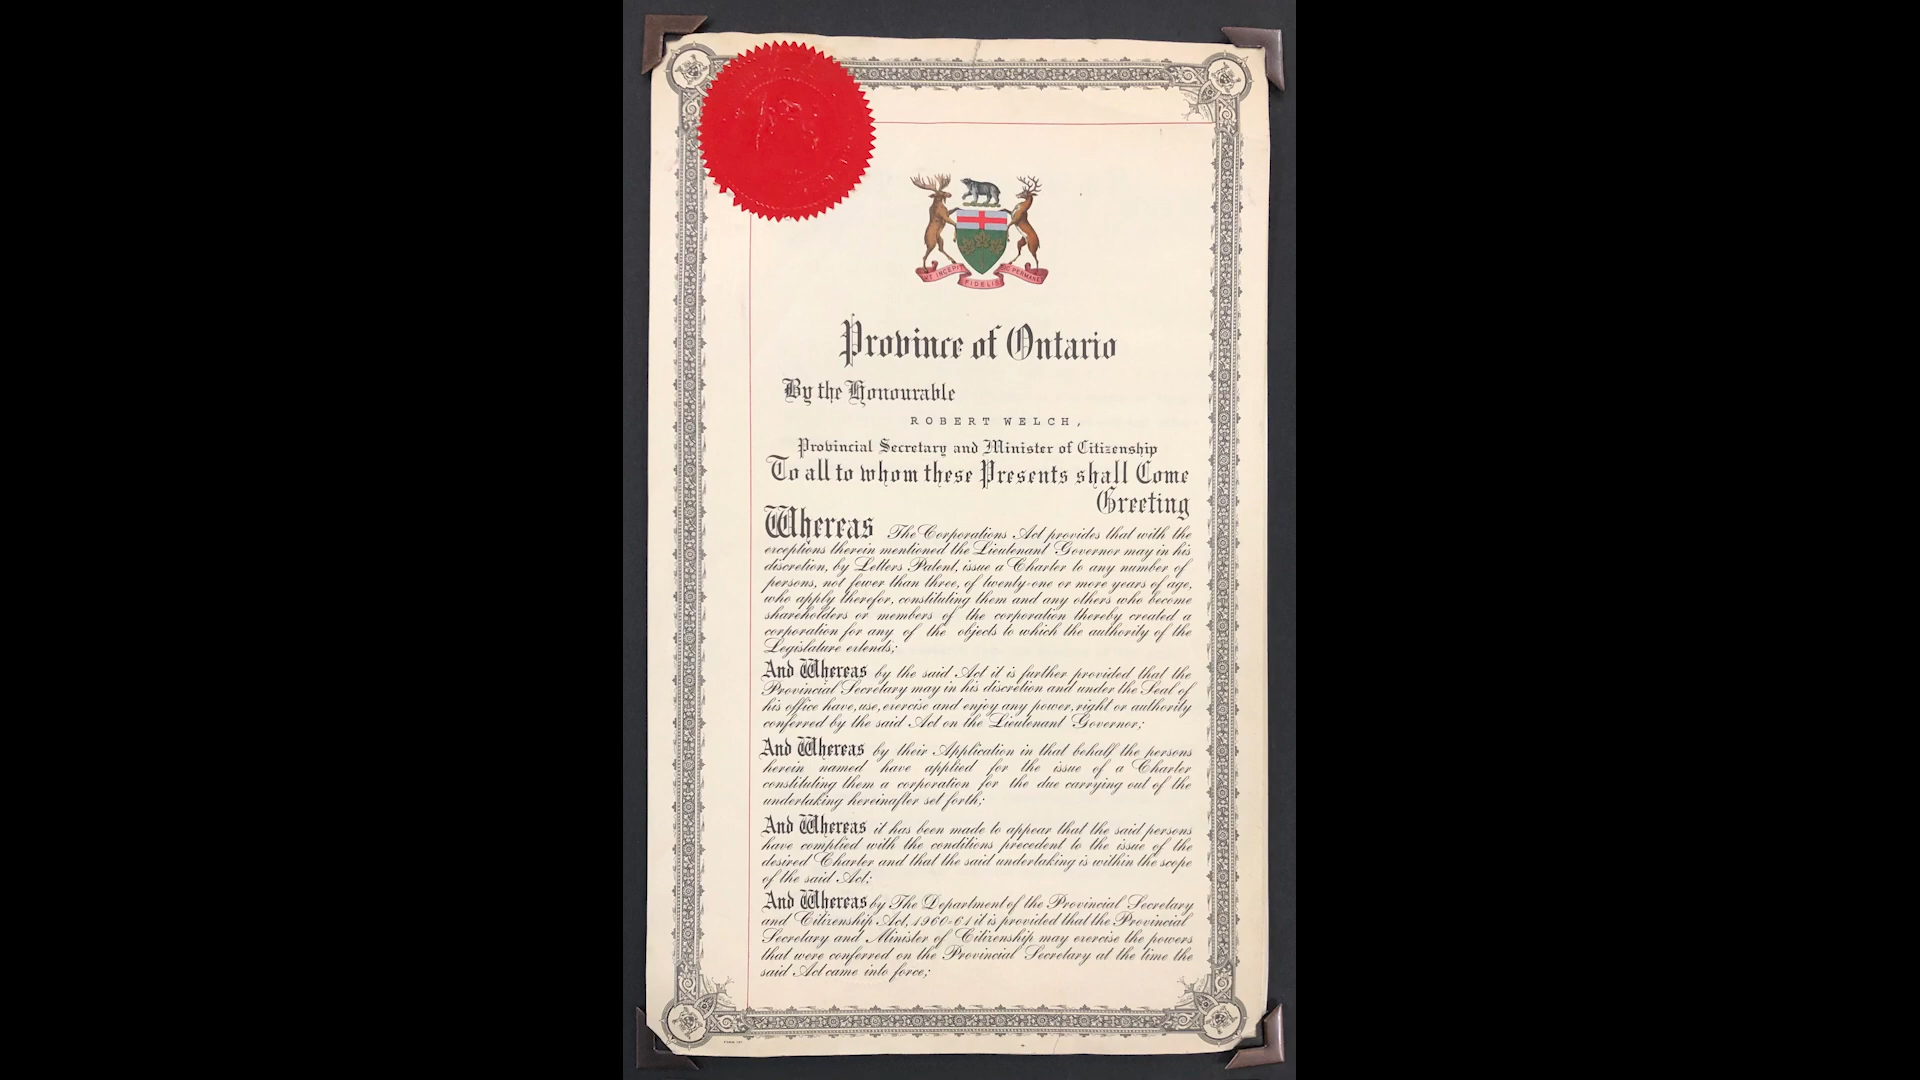 FIDELIS
Province of Ontario
By the Honourable
ROBERT WELCH,
Provincial Secretary and Minister of Citizenship
To all to whom these Presents shall Come
Greeting
Whereas The Corporations Act provides that with the
exceptions therein mentioned the Lieutenant Governor may in his
discretion, by Letters Patent, issue a Charter to any number of
persons, not fewer than three, of twenty-one or more years of age,
who apply therefor, constituting them and any others who become
shareholders or members of the corporation thereby created a
corporation for any of the objects to which the authority of the
Legislature extends;
And Whereas by the said Act it is further provided that the
Provincial Secretary may in his discretion and under the Seal of
his office have, use, exercise and enjoy any power, right or authority
conferred by the said Act on the Lieutenant Governor;
And Whereas by their Application in that behalf the persons
herein named have applied for the issue of a Charter
constituting them a corporation for the due carrying out of the
undertaking hereinafter set forth;
And Whereas it has been made to appear that the said persons
have complied with the conditions precedent to the issue of the
desired Charter and that the said undertaking is within the scope
of the said Act;
And Whereas by The Department of the Provincial Secretary
and Citizenship Act, 1960-61 it is provided that the Provincial
Secretary and Minister of Citizenship may exercise the powers
that were conferred on the Provincial Secretary at the time the
said Act came into force;